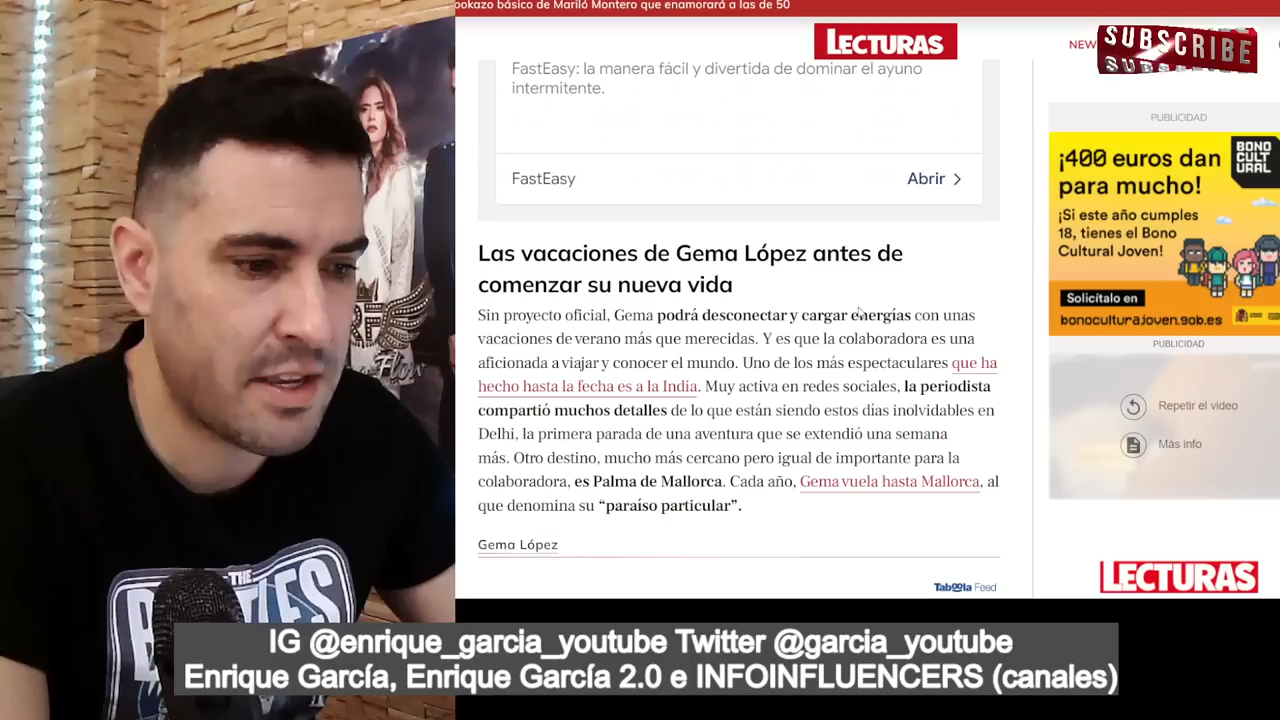 ookazo básico de Mariló Montero que enamorará a las de 50
LECTURAS
NEW
SUBSCRIBE
FastEasy: la manera fácil y divertida de dominar el ayuno
intermitente.
FastEasy
Abrir
Las vacaciones de Gema López antes de
comenzar su nueva vida
Sin proyecto oficial, Gema podrá desconectar y cargar energías con unas
vacaciones de verano más que merecidas. Y es que la colaboradora es una
aficionada a viajar y conocer el mundo. Uno de los más espectaculares que ha
hecho hasta la fecha es a la India. Muy activa en redes sociales, la periodista
compartió muchos detalles de lo que están siendo estos días inolvidables en
Delhi, la primera parada de una aventura que se extendió una semana
más. Otro destino, mucho más cercano pero igual de importante para la
colaboradora, es Palma de Mallorca. Cada año, Gema vuela hasta Mallorca, al
que denomina su “paraíso particular”.
Gema López
Taboola Feed
PUBLICIDAD
¡400 euros dan
para mucho!
BONO
CULT
URAL
¡Si este año cumples
18, tienes el Bono
Cultural Joven!
Solicítalo en
bonoculturajoven.gob.es
PUBLICIDAD
Repetir el video
Más info
LECTURAS
THE
Flow
IG @enrique_garcia_youtube Twitter @garcia_youtube
Enrique García, Enrique García 2.0 e INFOINFLUENCERS (canales)